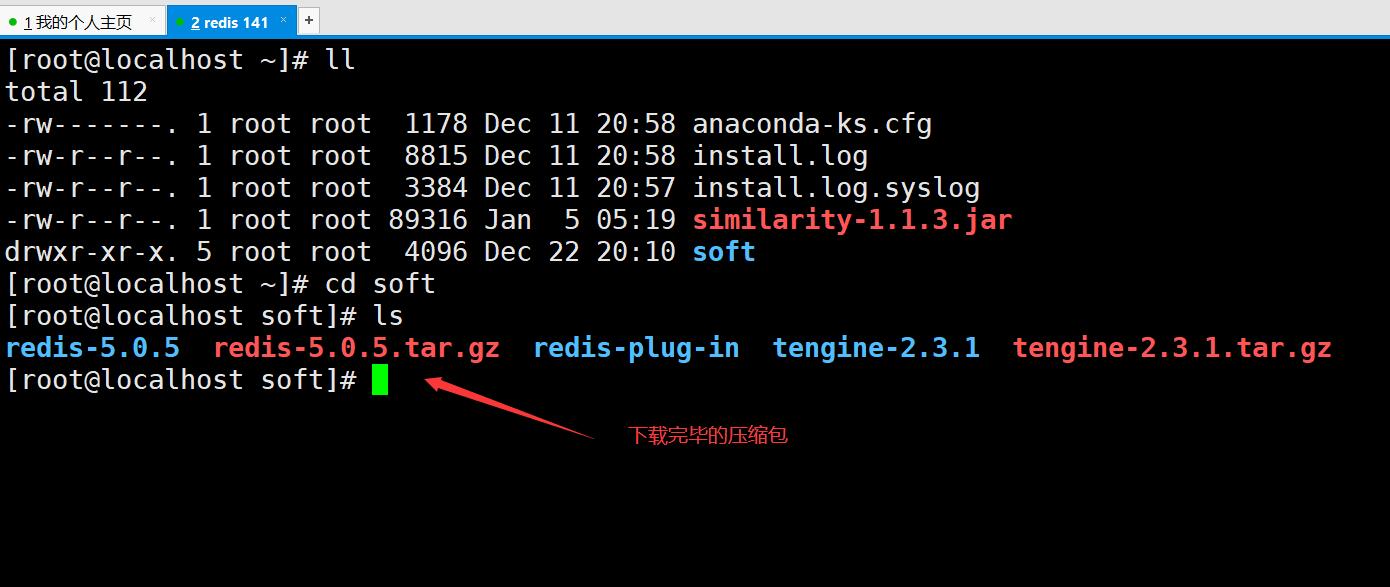 1 我的个人主页 × 2 redis 141 × +
[root@localhost ~]# ll
total 112
-rw-------. 1 root root  1178 Dec 11 20:58 anaconda-ks.cfg
-rw-r--r--. 1 root root  8815 Dec 11 20:58 install.log
-rw-r--r--. 1 root root  3384 Dec 11 20:57 install.log.syslog
-rw-r--r--. 1 root root 89316 Jan  5 05:19 similarity-1.1.3.jar
drwxr-xr-x. 5 root root  4096 Dec 22 20:10 soft
[root@localhost ~]# cd soft
[root@localhost soft]# ls
redis-5.0.5  redis-5.0.5.tar.gz  redis-plug-in  tengine-2.3.1  tengine-2.3.1.tar.gz
[root@localhost soft]#
下载完毕的压缩包